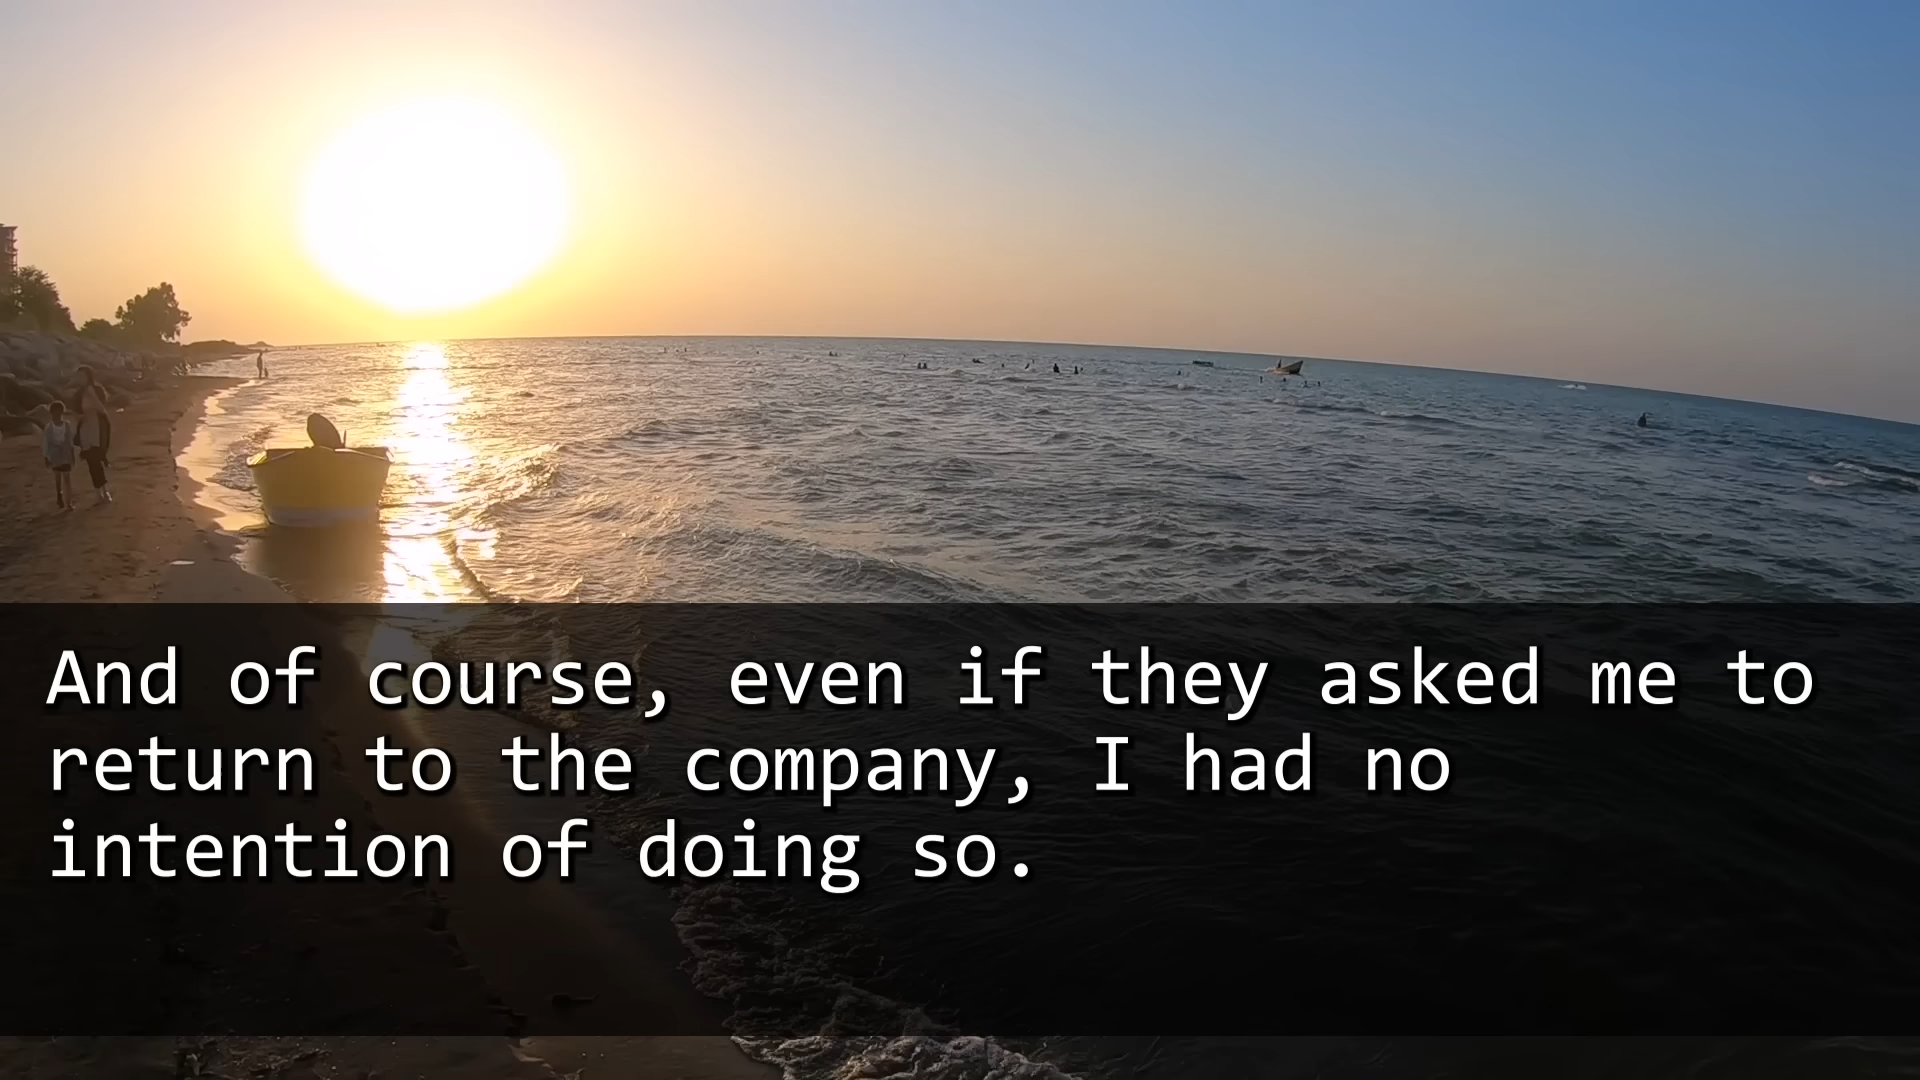 And of course, even if they asked me to
return to the company, I had no
intention of doing so.